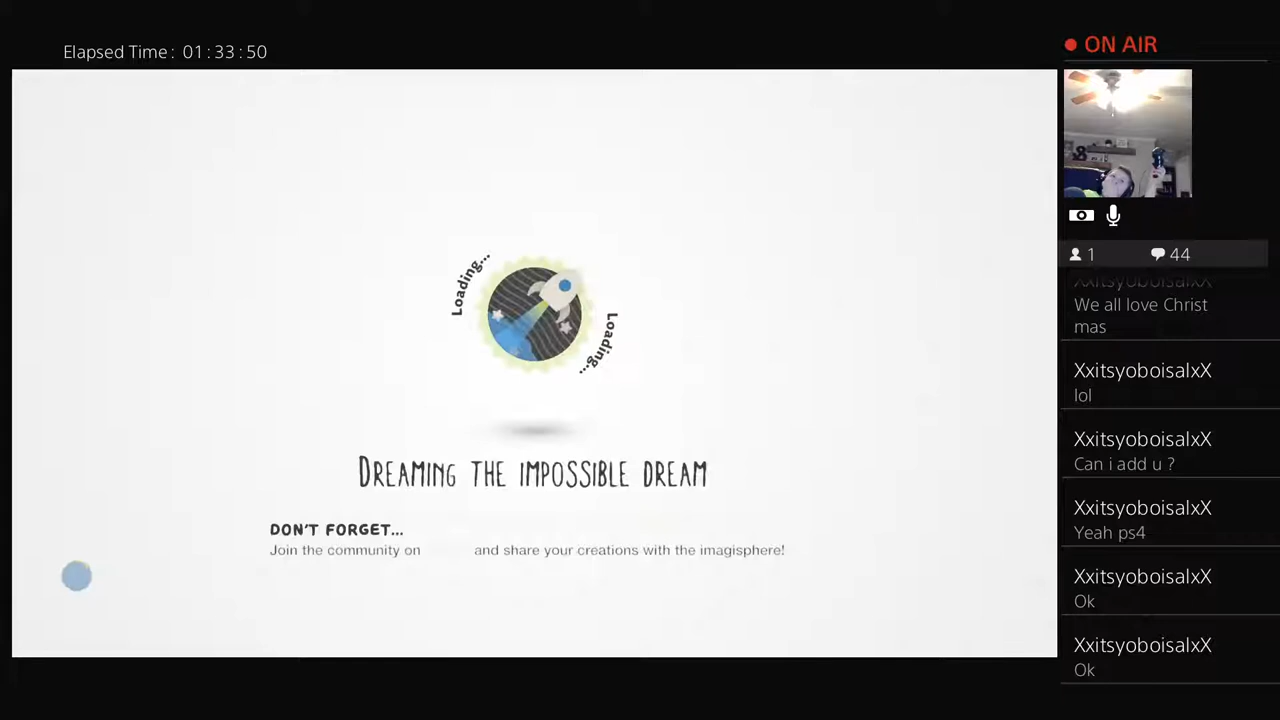 Elapsed Time: 01:33:50
ON AIR
Loading...
Loading...
DREAMING THE IMPOSSIBLE DREAM
DON'T FORGET...
Join the community on and share your creations with the imagisphere!
1 44
XxitsyoboisalxX
We all love Christ
mas
XxitsyoboisalxX
lol
XxitsyoboisalxX
Can i add u ?
XxitsyoboisalxX
Yeah ps4
XxitsyoboisalxX
Ok
XxitsyoboisalxX
Ok